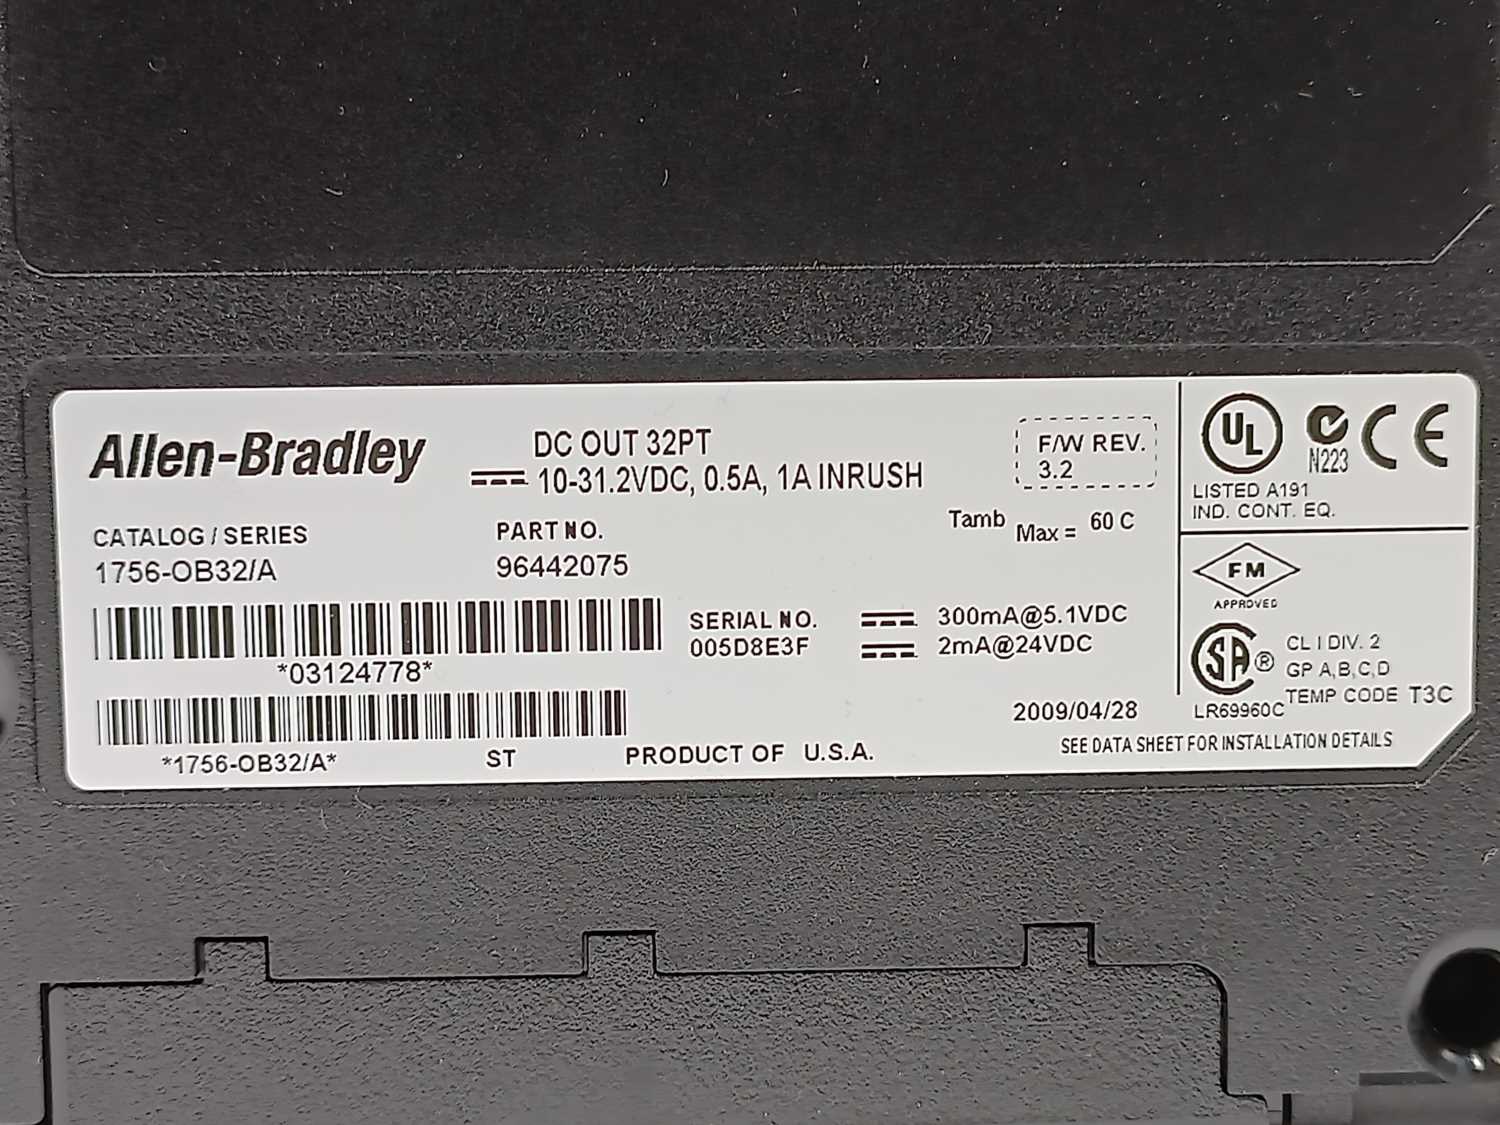 Allen-Bradley
DC OUT 32PT
10-31.2VDC, 0.5A, 1A INRUSH
F/W REV.
3.2
CATALOG / SERIES
1756-OB32/A
PART NO.
96442075
Tamb Max = 60 C
*03124778*
SERIAL NO.
005D8E3F
300mA@5.1VDC
2mA@24VDC
*1756-OB32/A*
ST
PRODUCT OF U.S.A.
2009/04/28
SEE DATA SHEET FOR INSTALLATION DETAILS
UL
N223
CE
LISTED A191
IND. CONT. EQ.
FM
APPROVED
SA ®
LR69960C
CL I DIV. 2
GP A,B,C,D
TEMP CODE T3C